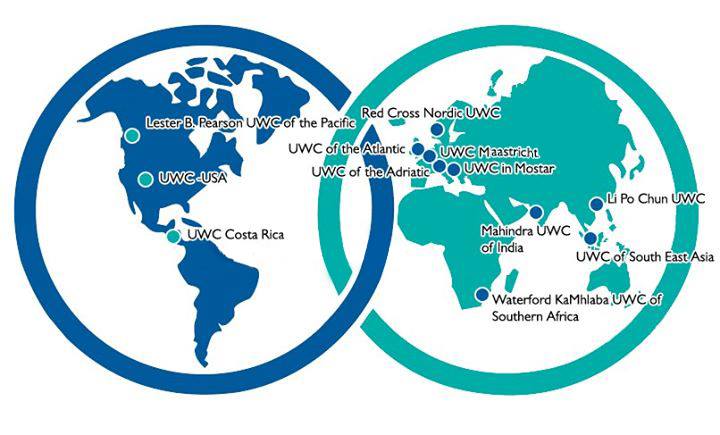 Lester B. Pearson UWC of the Pacific
UWC -USA
UWC Costa Rica
Red Cross Nordic UWC
UWC of the Atlantic
UWC Maastricht
UWC of the Adriatic
UWC in Mostar
Li Po Chun UWC
Mahindra UWC
of India
UWC of South East Asia
Waterford KaMhlaba UWC of
Southern Africa